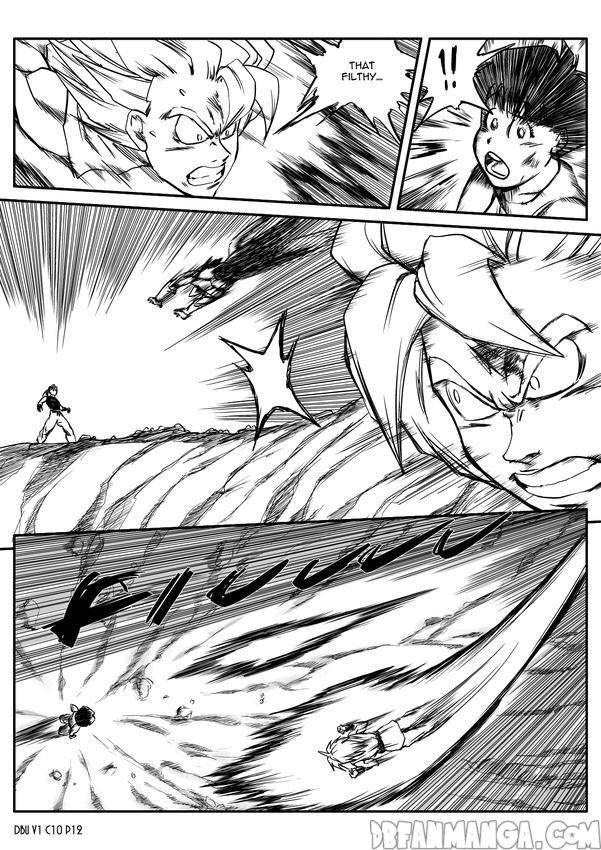 THAT
FILTHY...
!!
FIUUUUU
DBU V1 C10 P12
DBFANMANGA.COM